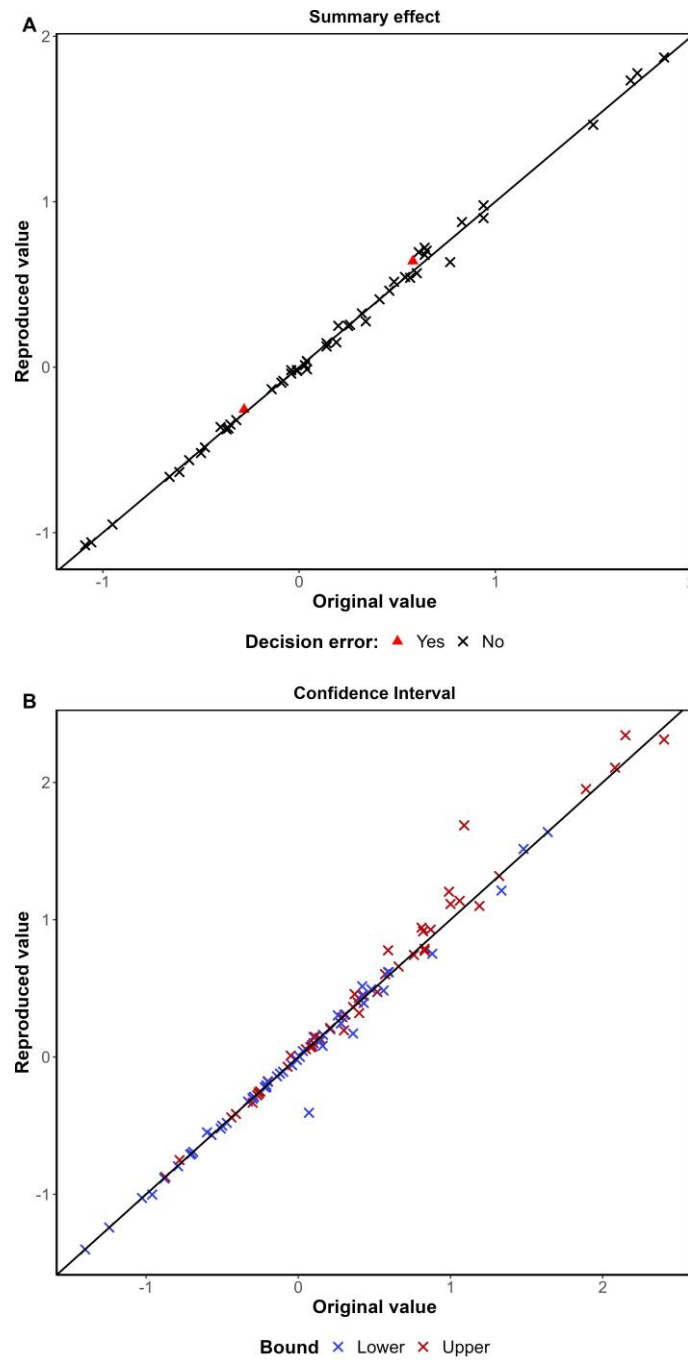 A
Summary effect
2
1
0
-1
Reproduced value
-1
0
1
Original value
Decision error: Yes No
B
Confidence Interval
2
1
0
-1
Reproduced value
-1
0
1
2
Original value
Bound Lower Upper